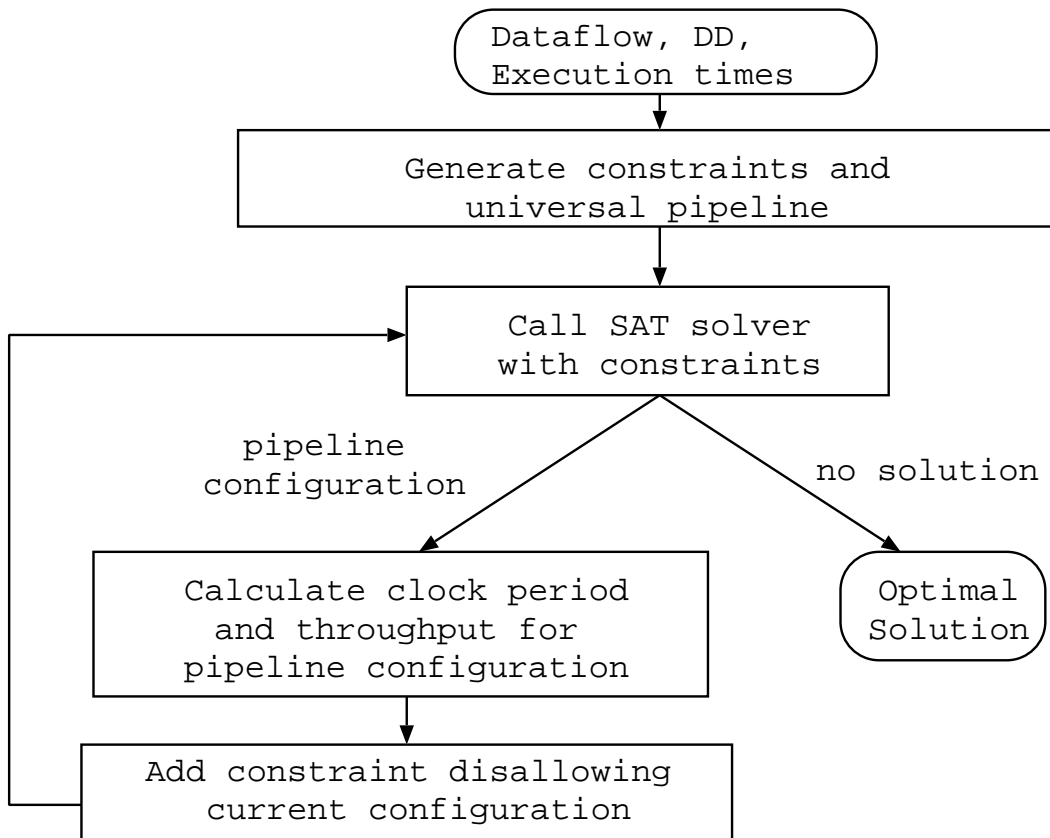 Dataflow, DD,
Execution times
Generate constraints and
universal pipeline
Call SAT solver
with constraints
pipeline
configuration
no solution
Calculate clock period
and throughput for
pipeline configuration
Optimal
Solution
Add constraint disallowing
current configuration